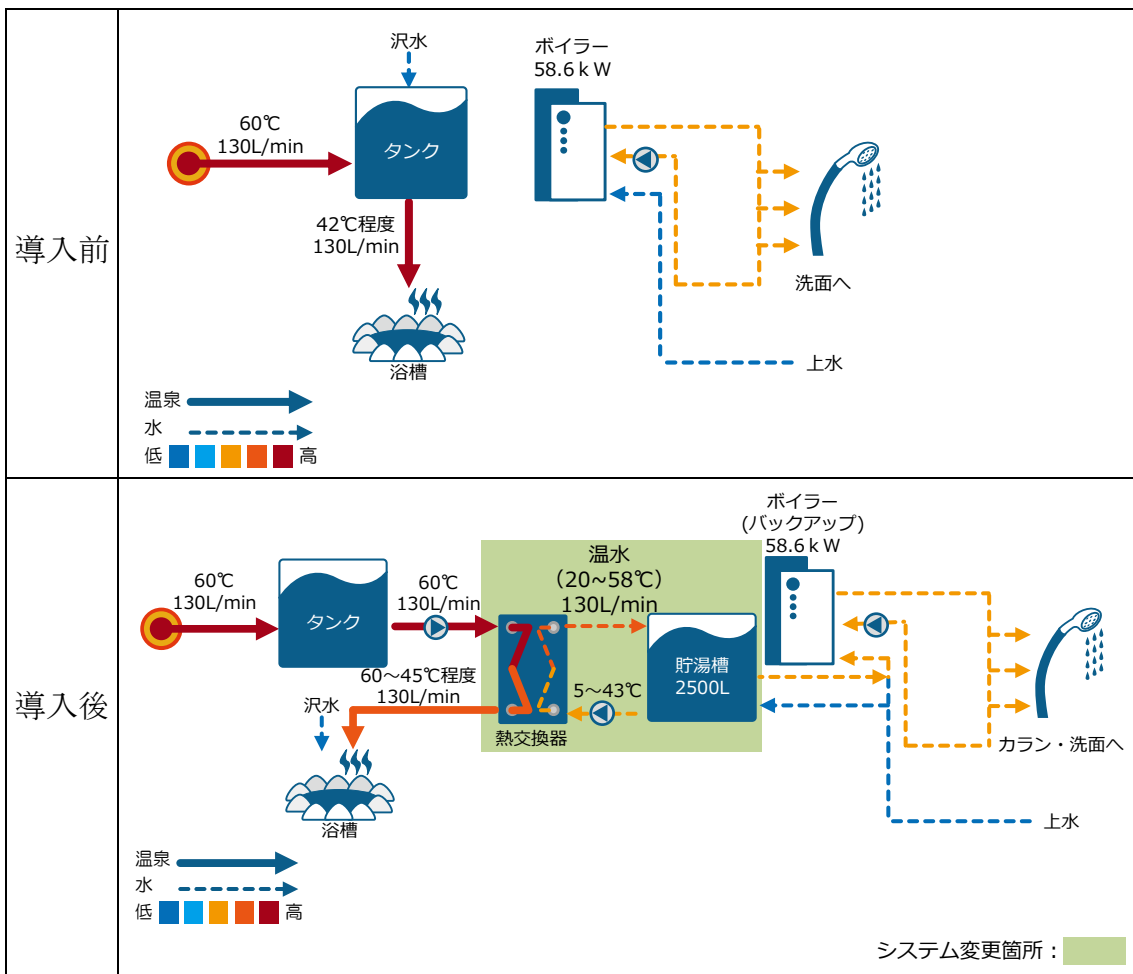 導入前
沢水
ボイラー
58.6ｋW
60℃
130L/min
タンク
42℃程度
130L/min
洗面へ
浴槽
上水
温泉
水
低
高
導入後
ボイラー
(バックアップ)
58.6ｋW
温水
（20~58℃）
130L/min
60℃
130L/min
タンク
60℃
130L/min
貯湯槽
2500L
60～45℃程度
130L/min
5～43℃
沢水
熱交換器
カラン・洗面へ
浴槽
上水
温泉
水
低
高
システム変更箇所：